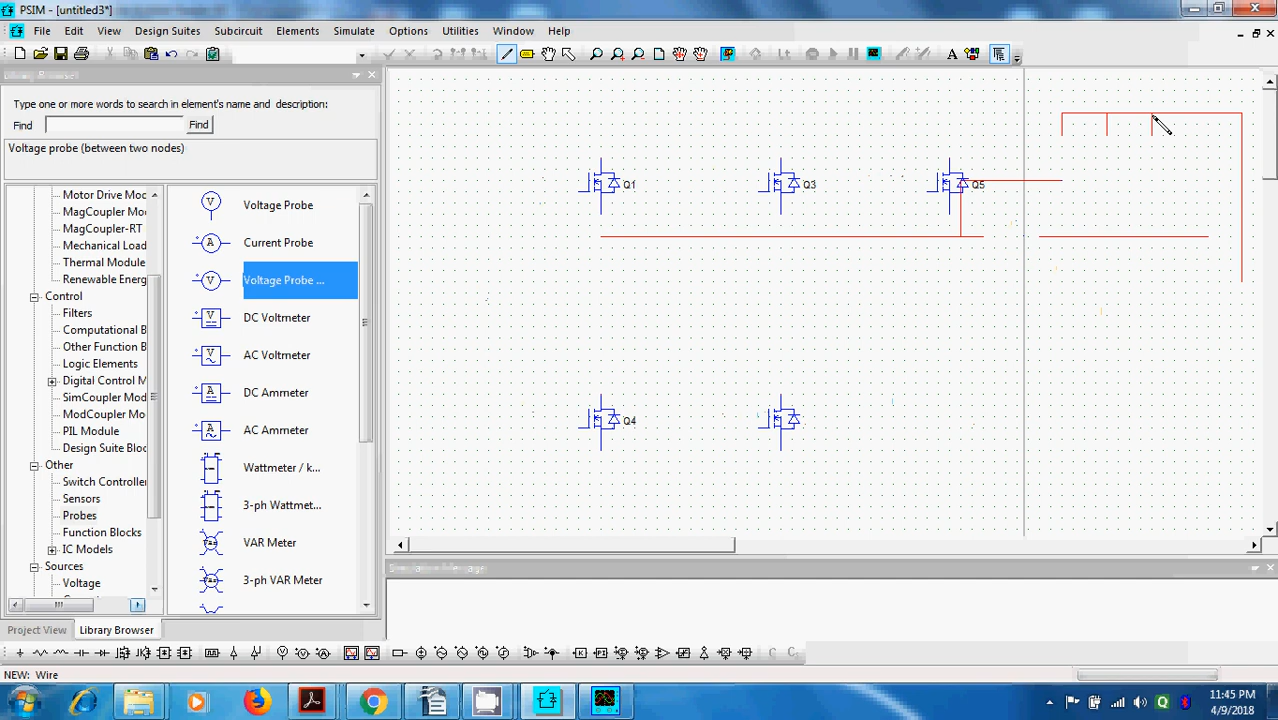 PSIM - [untitled3*]
File Edit View Design Suites Subcircuit Elements Simulate Options Utilities Window Help
Library Browser
Type one or more words to search in element's name and description:
Find Find
Voltage probe (between two nodes)
Motor Drive Mod
MagCoupler Mo
MagCoupler-RT
Mechanical Load
Thermal Module
Renewable Energ
Control
Filters
Computational B
Other Function B
Logic Elements
Digital Control M
SimCoupler Mod
ModCoupler Mo
PIL Module
Design Suite Bloc
Other
Switch Controlle
Sensors
Probes
Function Blocks
IC Models
Sources
Voltage
Voltage Probe
Current Probe
Voltage Probe ...
DC Voltmeter
AC Voltmeter
DC Ammeter
AC Ammeter
Wattmeter / k...
3-ph Wattmet...
VAR Meter
3-ph VAR Meter
Q1
Q3
Q5
Q4
Simulation Message
Project View Library Browser
NEW: Wire
11:45 PM
4/9/2018